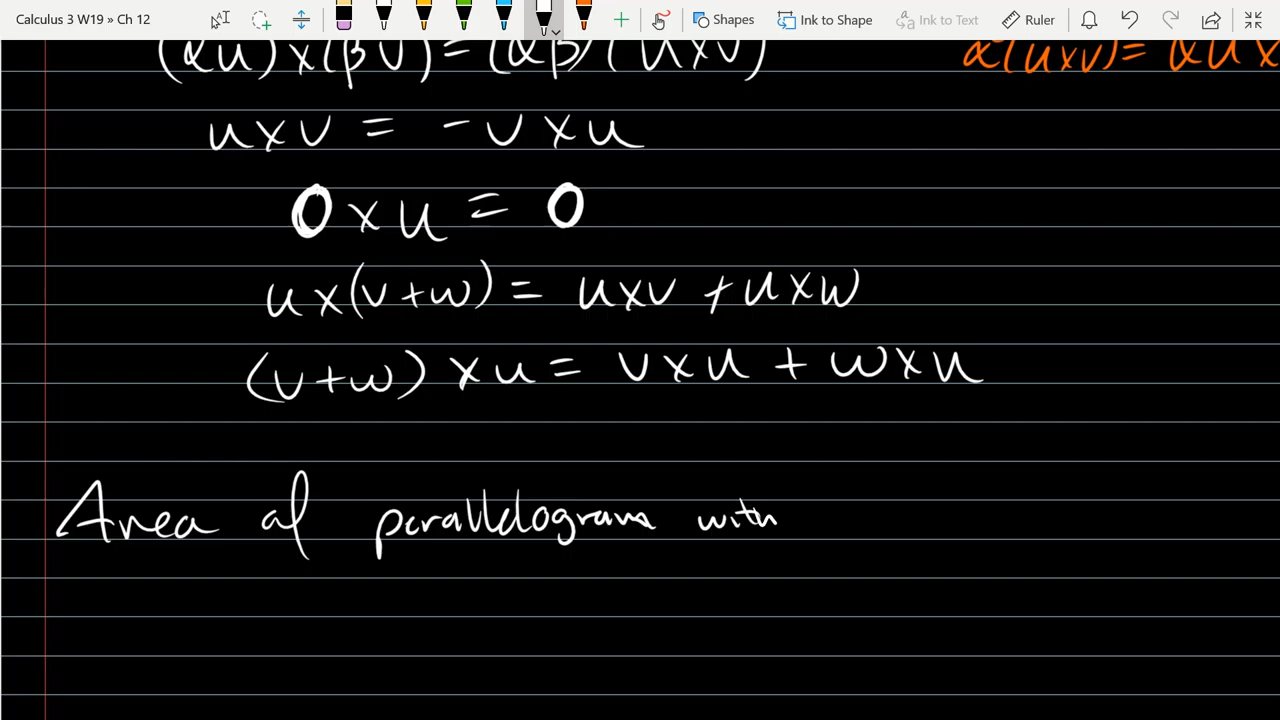 Calculus 3 W19 » Ch 12
Shapes Ink to Shape Ink to Text Ruler
(αu)×(βv)=(αβ)(u×v)
α(u×v)= αu×
u×v = -v×u
0×u = 0
u×(v+w)= u×v + u×w
(v+w)×u = v×u + w×u
Area of parallelogram with